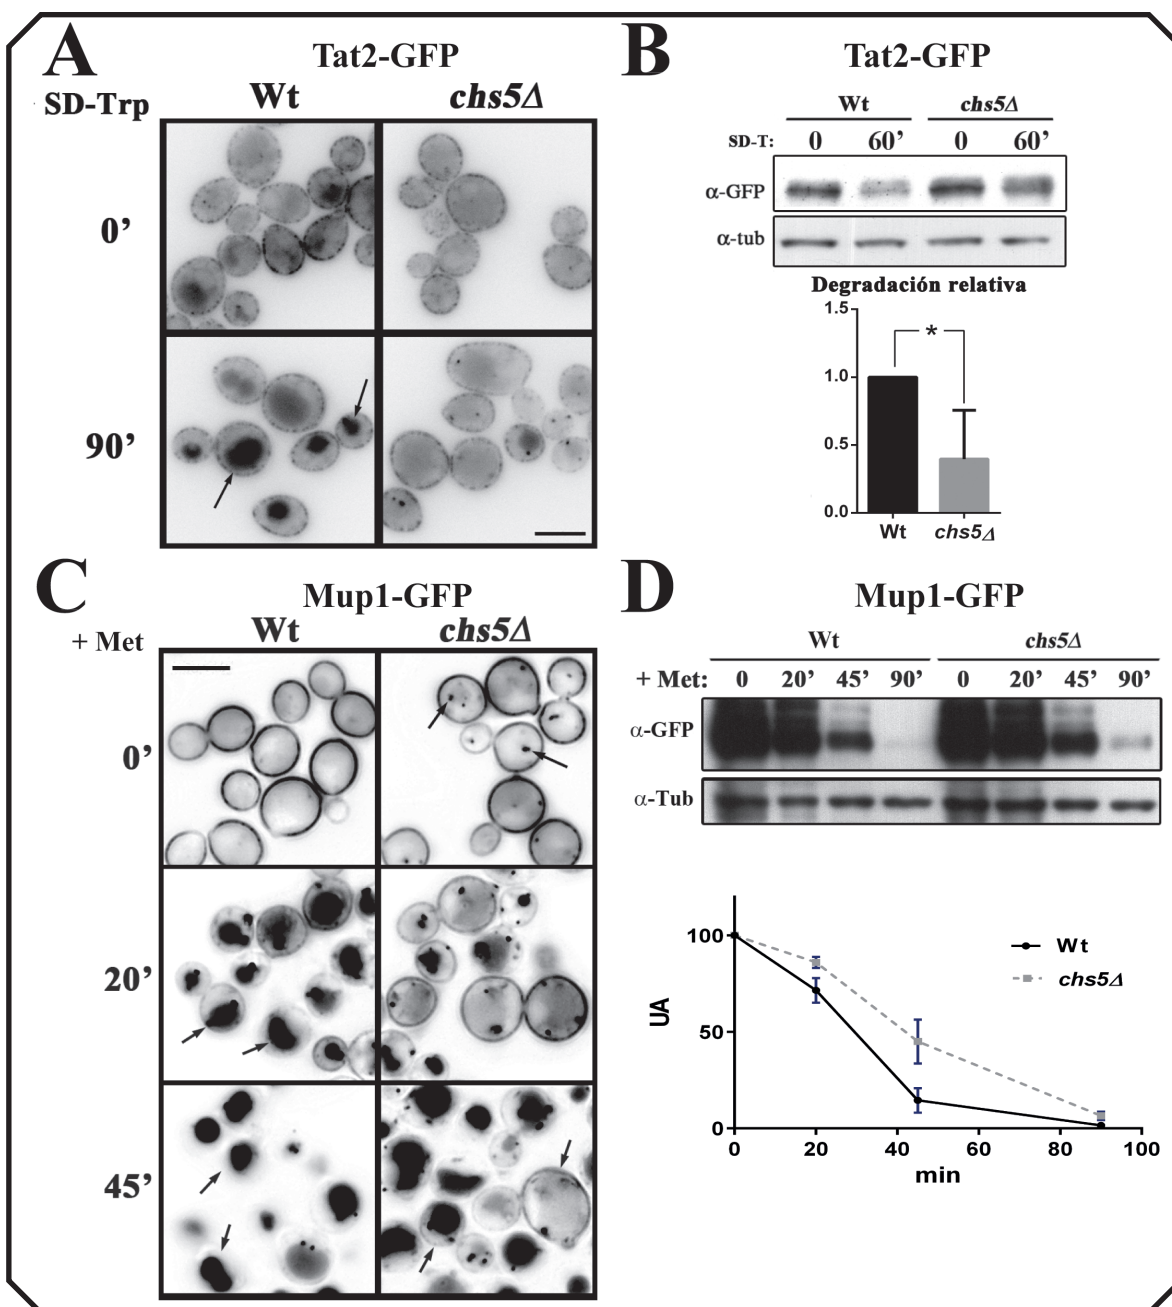 A
Tat2-GFP
SD-Trp
Wt
chs5Δ
0’
90’
B
Tat2-GFP
Wt
chs5Δ
SD-T:
0
60’
0
60’
α-GFP
α-tub
Degradación relativa
1.5
1.0
0.5
0.0
*
Wt
chs5Δ
C
Mup1-GFP
+ Met
Wt
chs5Δ
0’
20’
45’
D
Mup1-GFP
Wt
chs5Δ
+ Met:
0
20’
45’
90’
0
20’
45’
90’
α-GFP
α-Tub
100
50
0
UA
Wt
chs5Δ
0
20
40
60
80
100
min